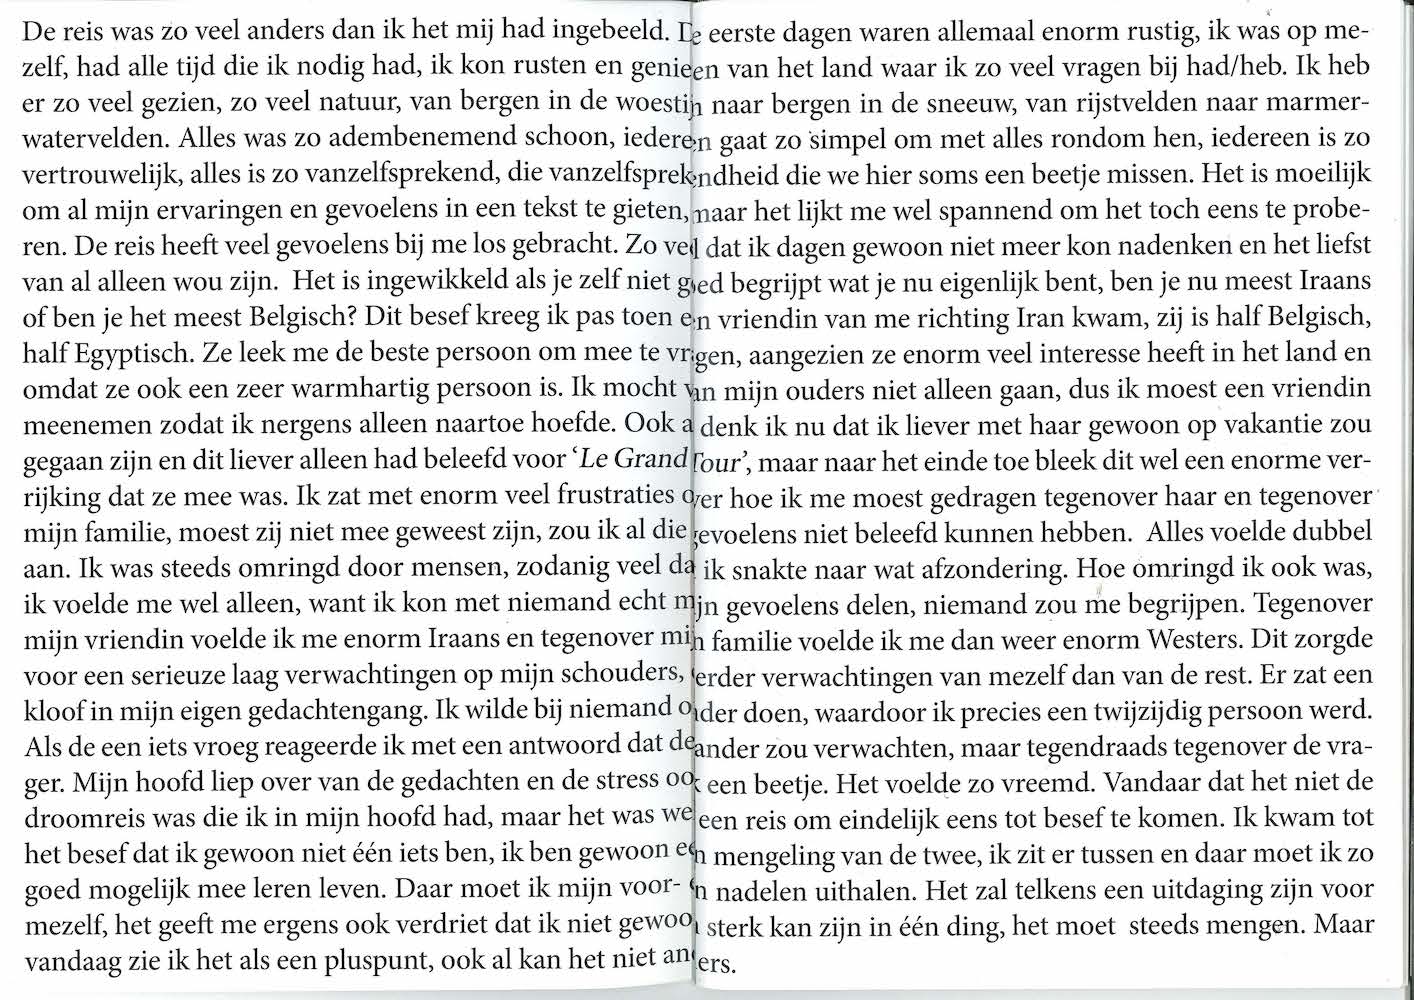 De reis was zo veel anders dan ik het mij had ingebeeld. De eerste dagen waren allemaal enorm rustig, ik was op me-
zelf, had alle tijd die ik nodig had, ik kon rusten en genieen van het land waar ik zo veel vragen bij had/heb. Ik heb
er zo veel gezien, zo veel natuur, van bergen in de woestijn naar bergen in de sneeuw, van rijstvelden naar marmer-
watervelden. Alles was zo adembenemend schoon, iedereen gaat zo simpel om met alles rondom hen, iedereen is zo
vertrouwelijk, alles is zo vanzelfsprekend, die vanzelfsprekendheid die we hier soms een beetje missen. Het is moeilijk
om al mijn ervaringen en gevoelens in een tekst te gieten, maar het lijkt me wel spannend om het toch eens te probe-
ren. De reis heeft veel gevoelens bij me los gebracht. Zo veel dat ik dagen gewoon niet meer kon nadenken en het liefst
van al alleen wou zijn.  Het is ingewikkeld als je zelf niet goed begrijpt wat je nu eigenlijk bent, ben je nu meest Iraans
of ben je het meest Belgisch? Dit besef kreeg ik pas toen een vriendin van me richting Iran kwam, zij is half Belgisch,
half Egyptisch. Ze leek me de beste persoon om mee te vragen, aangezien ze enorm veel interesse heeft in het land en
omdat ze ook een zeer warmhartig persoon is. Ik mocht van mijn ouders niet alleen gaan, dus ik moest een vriendin
meenemen zodat ik nergens alleen naartoe hoefde. Ook al denk ik nu dat ik liever met haar gewoon op vakantie zou
gegaan zijn en dit liever alleen had beleefd voor ‘Le Grand Tour’, maar naar het einde toe bleek dit wel een enorme ver-
rijking dat ze mee was. Ik zat met enorm veel frustraties over hoe ik me moest gedragen tegenover haar en tegenover
mijn familie, moest zij niet mee geweest zijn, zou ik al die gevoelens niet beleefd kunnen hebben.  Alles voelde dubbel
aan. Ik was steeds omringd door mensen, zodanig veel dat ik snakte naar wat afzondering. Hoe omringd ik ook was,
ik voelde me wel alleen, want ik kon met niemand echt mijn gevoelens delen, niemand zou me begrijpen. Tegenover
mijn vriendin voelde ik me enorm Iraans en tegenover mijn familie voelde ik me dan weer enorm Westers. Dit zorgde
voor een serieuze laag verwachtingen op mijn schouders, eerder verwachtingen van mezelf dan van de rest. Er zat een
kloof in mijn eigen gedachtengang. Ik wilde bij niemand onder doen, waardoor ik precies een twijzijdig persoon werd.
Als de een iets vroeg reageerde ik met een antwoord dat de ander zou verwachten, maar tegendraads tegenover de vra-
ger. Mijn hoofd liep over van de gedachten en de stress ook een beetje. Het voelde zo vreemd. Vandaar dat het niet de
droomreis was die ik in mijn hoofd had, maar het was wel een reis om eindelijk eens tot besef te komen. Ik kwam tot
het besef dat ik gewoon niet één iets ben, ik ben gewoon een mengeling van de twee, ik zit er tussen en daar moet ik zo
goed mogelijk mee leren leven. Daar moet ik mijn voor- en nadelen uithalen. Het zal telkens een uitdaging zijn voor
mezelf, het geeft me ergens ook verdriet dat ik niet gewoon sterk kan zijn in één ding, het moet  steeds mengen. Maar
vandaag zie ik het als een pluspunt, ook al kan het niet anders.